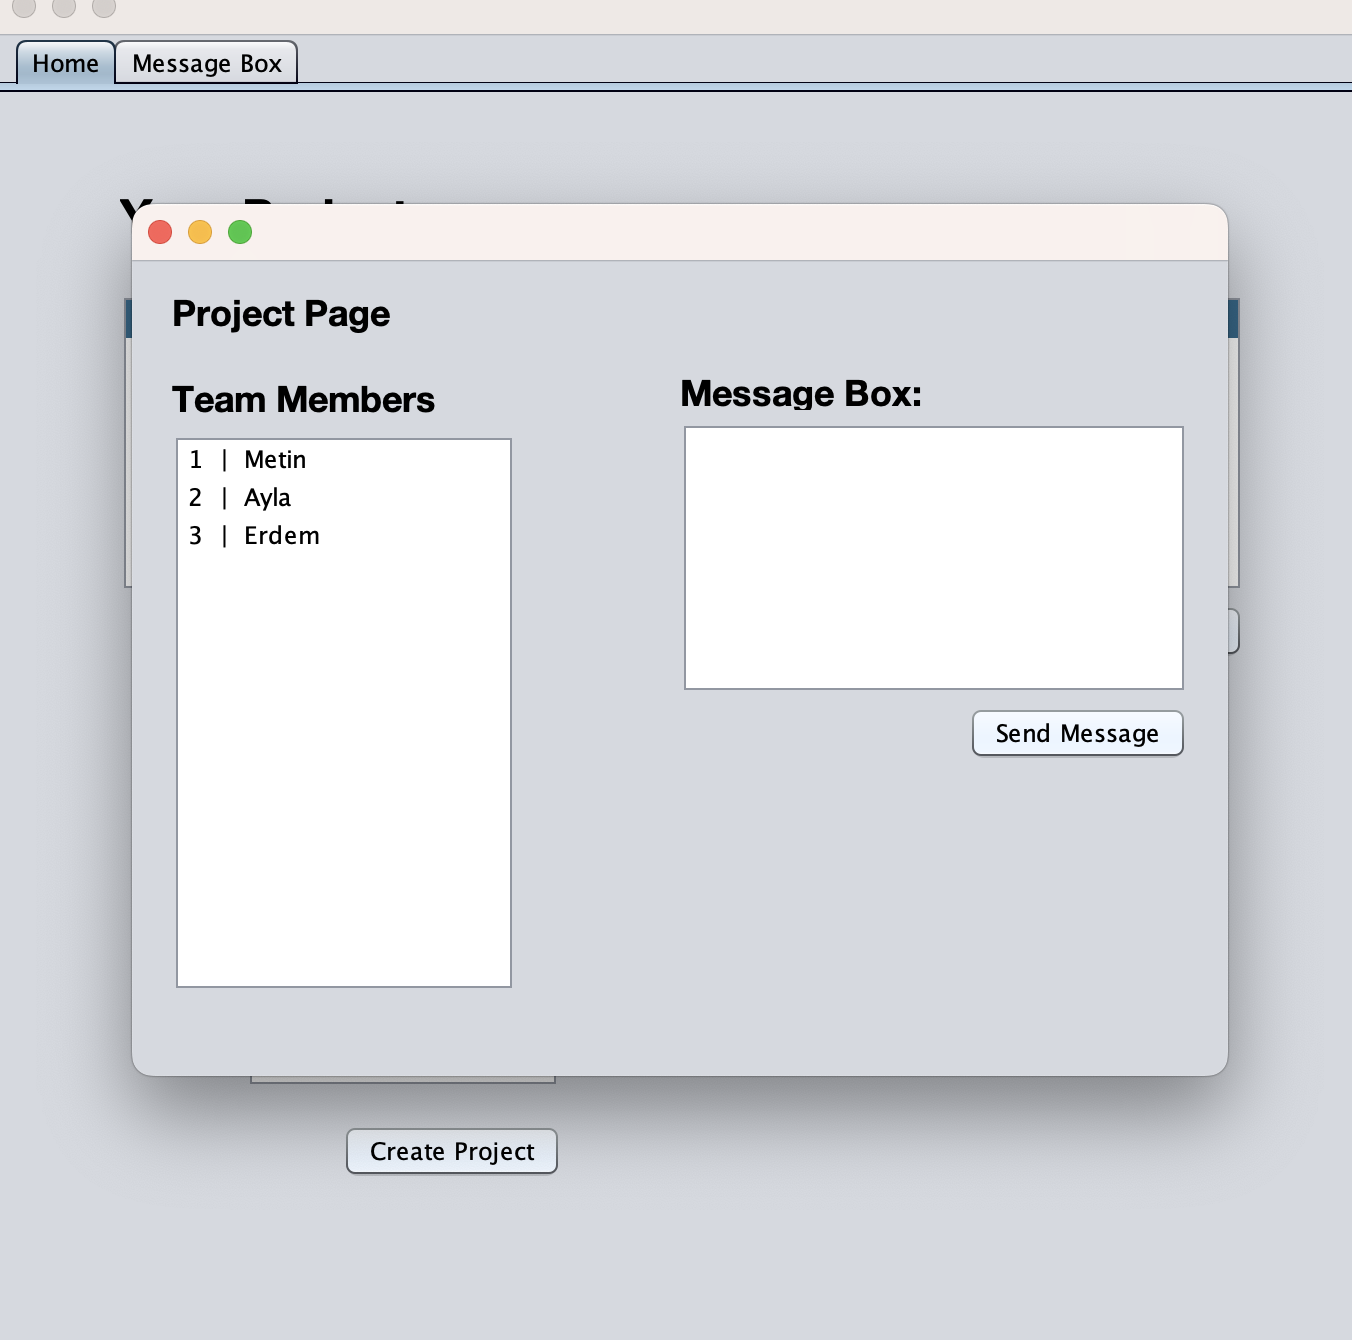 Home
Message Box
Project Page
Team Members
1 | Metin
2 | Ayla
3 | Erdem
Message Box:
Send Message
Create Project